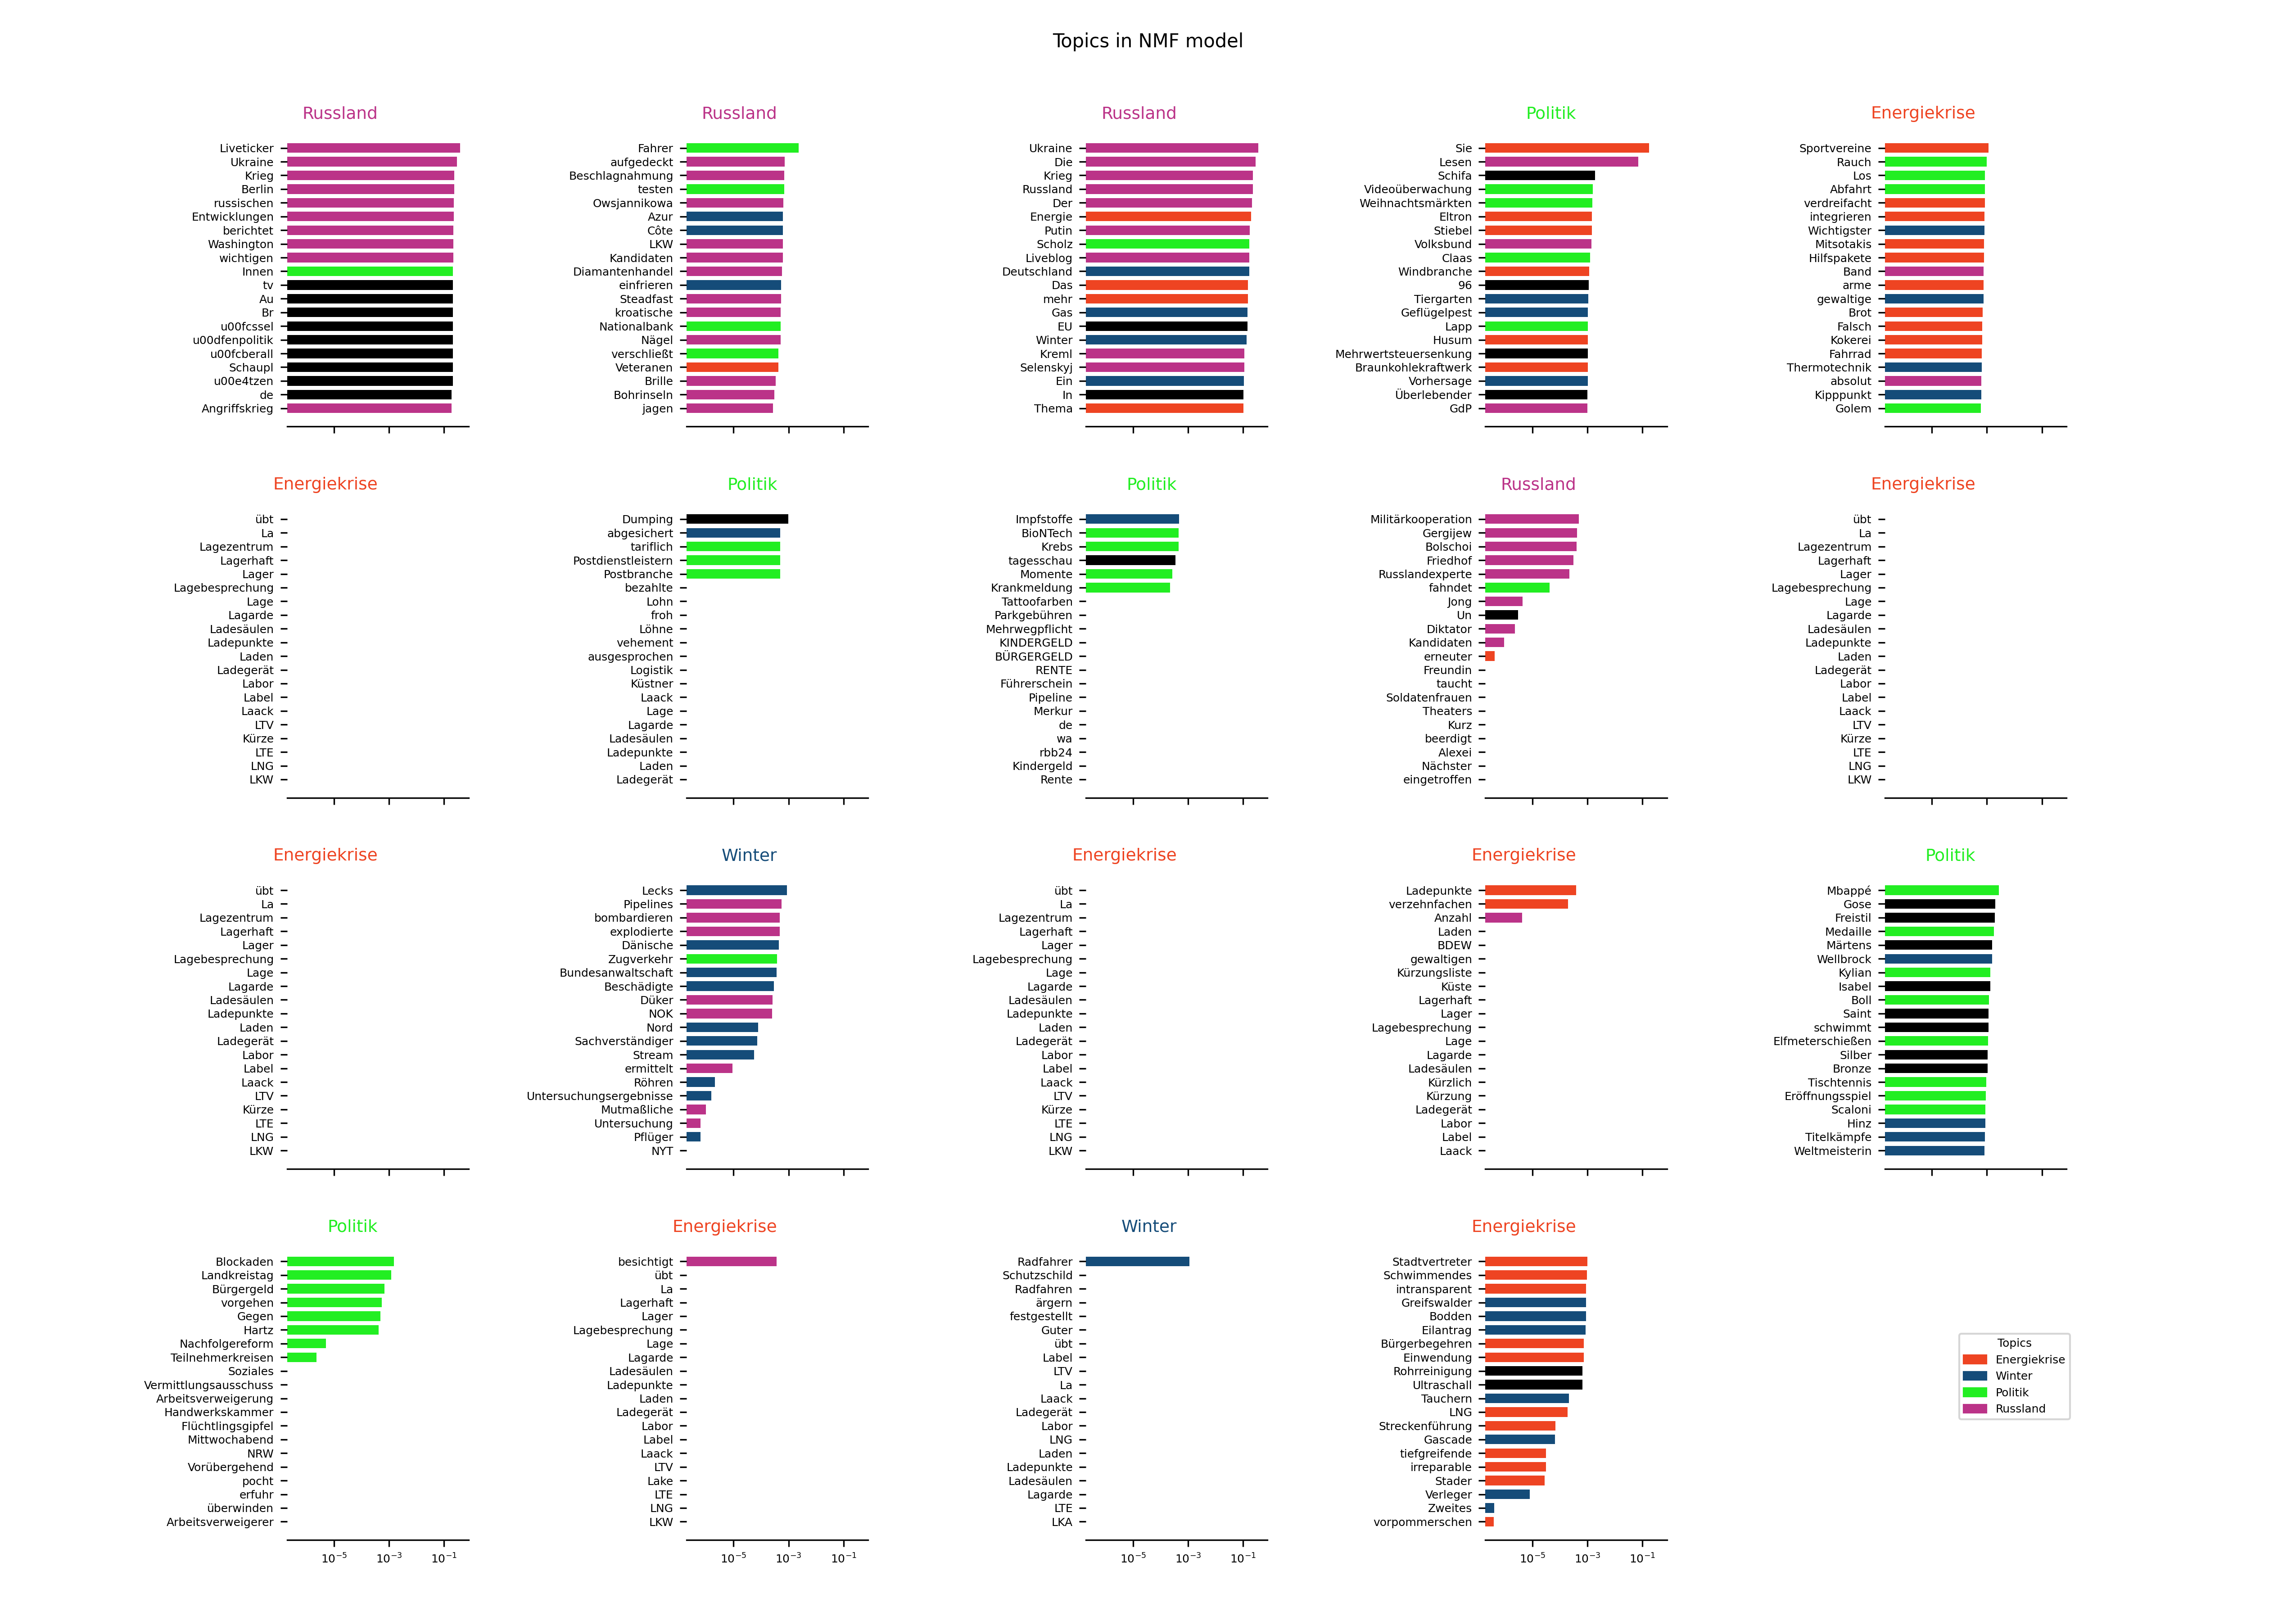 Topics in NMF model
Russland
Liveticker
Ukraine
Krieg
Berlin
russischen
Entwicklungen
berichtet
Washington
wichtigen
Innen
tv
Au
Br
u00fcssel
u00dfenpolitik
u00fcberall
Schaupl
u00e4tzen
de
Angriffskrieg
Russland
Fahrer
aufgedeckt
Beschlagnahmung
testen
Owsjannikowa
Azur
Côte
LKW
Kandidaten
Diamantenhandel
einfrieren
Steadfast
kroatische
Nationalbank
Nägel
verschließt
Veteranen
Brille
Bohrinseln
jagen
Russland
Ukraine
Die
Krieg
Russland
Der
Energie
Putin
Scholz
Liveblog
Deutschland
Das
mehr
Gas
EU
Winter
Kreml
Selenskyj
Ein
In
Thema
Politik
Sie
Lesen
Schifa
Videoüberwachung
Weihnachtsmärkten
Eltron
Stiebel
Volksbund
Claas
Windbranche
96
Tiergarten
Geflügelpest
Lapp
Husum
Mehrwertsteuersenkung
Braunkohlekraftwerk
Vorhersage
Überlebender
GdP
Energiekrise
Sportvereine
Rauch
Los
Abfahrt
verdreifacht
integrieren
Wichtigster
Mitsotakis
Hilfspakete
Band
arme
gewaltige
Brot
Falsch
Kokerei
Fahrrad
Thermotechnik
absolut
Kipppunkt
Golem
Energiekrise
übt
La
Lagezentrum
Lagerhaft
Lager
Lagebesprechung
Lage
Lagarde
Ladesäulen
Ladepunkte
Laden
Ladegerät
Labor
Label
Laack
LTV
Kürze
LTE
LNG
LKW
Politik
Dumping
abgesichert
tariflich
Postdienstleistern
Postbranche
bezahlte
Lohn
froh
Löhne
vehement
ausgesprochen
Logistik
Küstner
Laack
Lage
Lagarde
Ladesäulen
Ladepunkte
Laden
Ladegerät
Politik
Impfstoffe
BioNTech
Krebs
tagesschau
Momente
Krankmeldung
Tattoofarben
Parkgebühren
Mehrwegpflicht
KINDERGELD
BÜRGERGELD
RENTE
Führerschein
Pipeline
Merkur
de
wa
rbb24
Kindergeld
Rente
Russland
Militärkooperation
Gergijew
Bolschoi
Friedhof
Russlandexperte
fahndet
Jong
Un
Diktator
Kandidaten
erneuter
Freundin
taucht
Soldatenfrauen
Theaters
Kurz
beerdigt
Alexei
Nächster
eingetroffen
Energiekrise
übt
La
Lagezentrum
Lagerhaft
Lager
Lagebesprechung
Lage
Lagarde
Ladesäulen
Ladepunkte
Laden
Ladegerät
Labor
Label
Laack
LTV
Kürze
LTE
LNG
LKW
Energiekrise
übt
La
Lagezentrum
Lagerhaft
Lager
Lagebesprechung
Lage
Lagarde
Ladesäulen
Ladepunkte
Laden
Ladegerät
Labor
Label
Laack
LTV
Kürze
LTE
LNG
LKW
Winter
Lecks
Pipelines
bombardieren
explodierte
Dänische
Zugverkehr
Bundesanwaltschaft
Beschädigte
Düker
NOK
Nord
Sachverständiger
Stream
ermittelt
Röhren
Untersuchungsergebnisse
Mutmaßliche
Untersuchung
Pflüger
NYT
Energiekrise
übt
La
Lagezentrum
Lagerhaft
Lager
Lagebesprechung
Lage
Lagarde
Ladesäulen
Ladepunkte
Laden
Ladegerät
Labor
Label
Laack
LTV
Kürze
LTE
LNG
LKW
Energiekrise
Ladepunkte
verzehnfachen
Anzahl
Laden
BDEW
gewaltigen
Kürzungsliste
Küste
Lagerhaft
Lager
Lagebesprechung
Lage
Lagarde
Ladesäulen
Kürzlich
Kürzung
Ladegerät
Labor
Label
Laack
Politik
Mbappé
Gose
Freistil
Medaille
Märtens
Wellbrock
Kylian
Isabel
Boll
Saint
schwimmt
Elfmeterschießen
Silber
Bronze
Tischtennis
Eröffnungsspiel
Scaloni
Hinz
Titelkämpfe
Weltmeisterin
Politik
Blockaden
Landkreistag
Bürgergeld
vorgehen
Gegen
Hartz
Nachfolgereform
Teilnehmerkreisen
Soziales
Vermittlungsausschuss
Arbeitsverweigerung
Handwerkskammer
Flüchtlingsgipfel
Mittwochabend
NRW
Vorübergehend
pocht
erfuhr
überwinden
Arbeitsverweigerer
10⁻⁵ 10⁻³ 10⁻¹
Energiekrise
besichtigt
übt
La
Lagerhaft
Lager
Lagebesprechung
Lage
Lagarde
Ladesäulen
Ladepunkte
Laden
Ladegerät
Labor
Label
Laack
LTV
Lake
LTE
LNG
LKW
10⁻⁵ 10⁻³ 10⁻¹
Winter
Radfahrer
Schutzschild
Radfahren
ärgern
festgestellt
Guter
übt
Label
LTV
La
Laack
Ladegerät
Labor
LNG
Laden
Ladepunkte
Ladesäulen
Lagarde
LTE
LKA
10⁻⁵ 10⁻³ 10⁻¹
Energiekrise
Stadtvertreter
Schwimmendes
intransparent
Greifswalder
Bodden
Eilantrag
Bürgerbegehren
Einwendung
Rohrreinigung
Ultraschall
Tauchern
LNG
Streckenführung
Gascade
tiefgreifende
irreparable
Stader
Verleger
Zweites
vorpommerschen
10⁻⁵ 10⁻³ 10⁻¹
Topics
Energiekrise
Winter
Politik
Russland